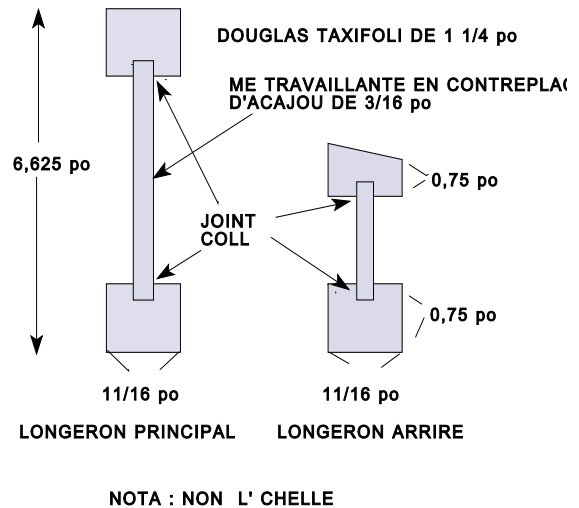 DOUGLAS TAXIFOLI DE 1 1/4 po
ME TRAVAILLANTE EN CONTREPLAC
D'ACAJOU DE 3/16 po
6,625 po
0,75 po
JOINT
COLL
0,75 po
11/16 po
11/16 po
LONGERON PRINCIPAL
LONGERON ARRIRE
NOTA : NON L' CHELLE